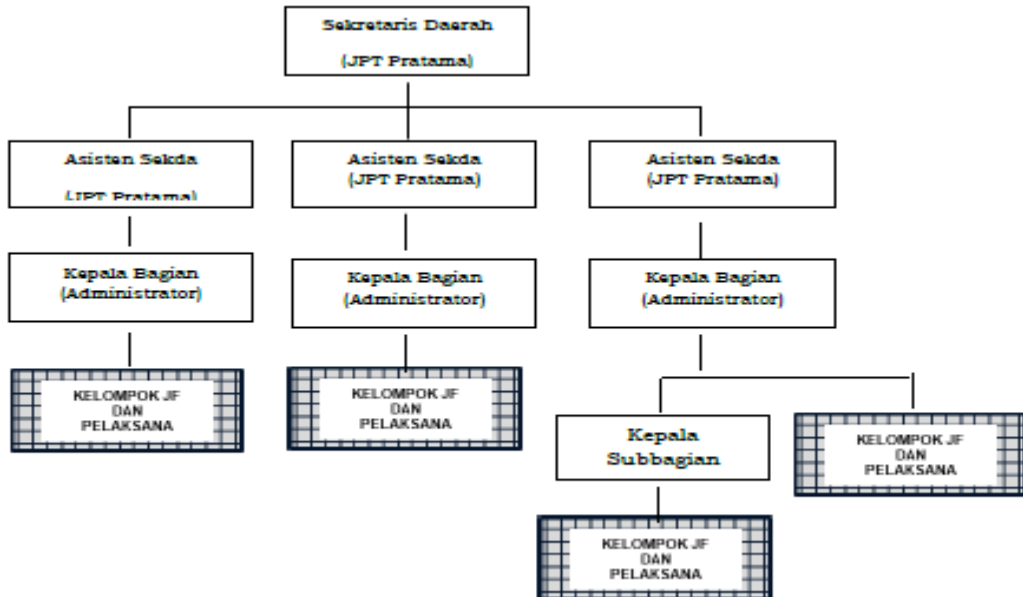 Sekretaris Daerah
(JPT Pratama)
Asisten Sekda
(JPT Pratama)
Asisten Sekda
(JPT Pratama)
Asisten Sekda
(JPT Pratama)
Kepala Bagian
(Administrator)
Kepala Bagian
(Administrator)
Kepala Bagian
(Administrator)
KELOMPOK JF
DAN
PELAKSANA
KELOMPOK JF
DAN
PELAKSANA
Kepala
Subbagian
KELOMPOK JF
DAN
PELAKSANA
KELOMPOK JF
DAN
PELAKSANA